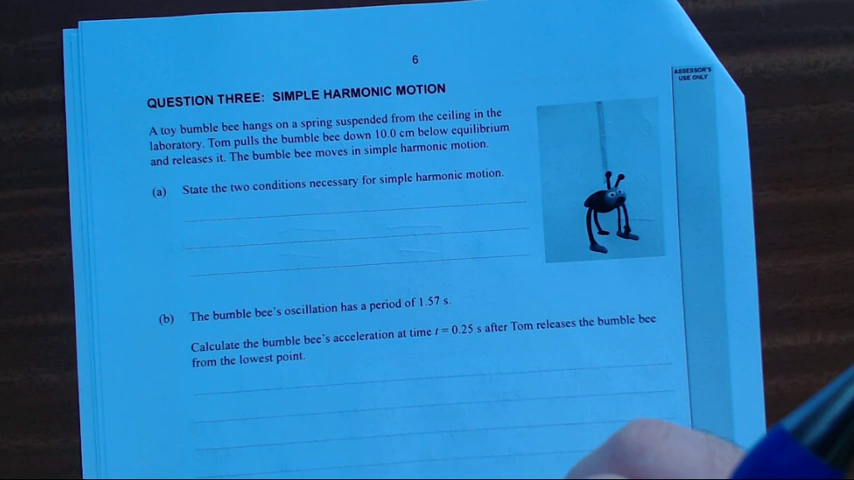 6
ASSESSOR'S
USE ONLY
QUESTION THREE: SIMPLE HARMONIC MOTION
A toy bumble bee hangs on a spring suspended from the ceiling in the
laboratory. Tom pulls the bumble bee down 10.0 cm below equilibrium
and releases it. The bumble bee moves in simple harmonic motion.
(a) State the two conditions necessary for simple harmonic motion.
(b) The bumble bee's oscillation has a period of 1.57 s.
Calculate the bumble bee's acceleration at time t = 0.25 s after Tom releases the bumble bee
from the lowest point.